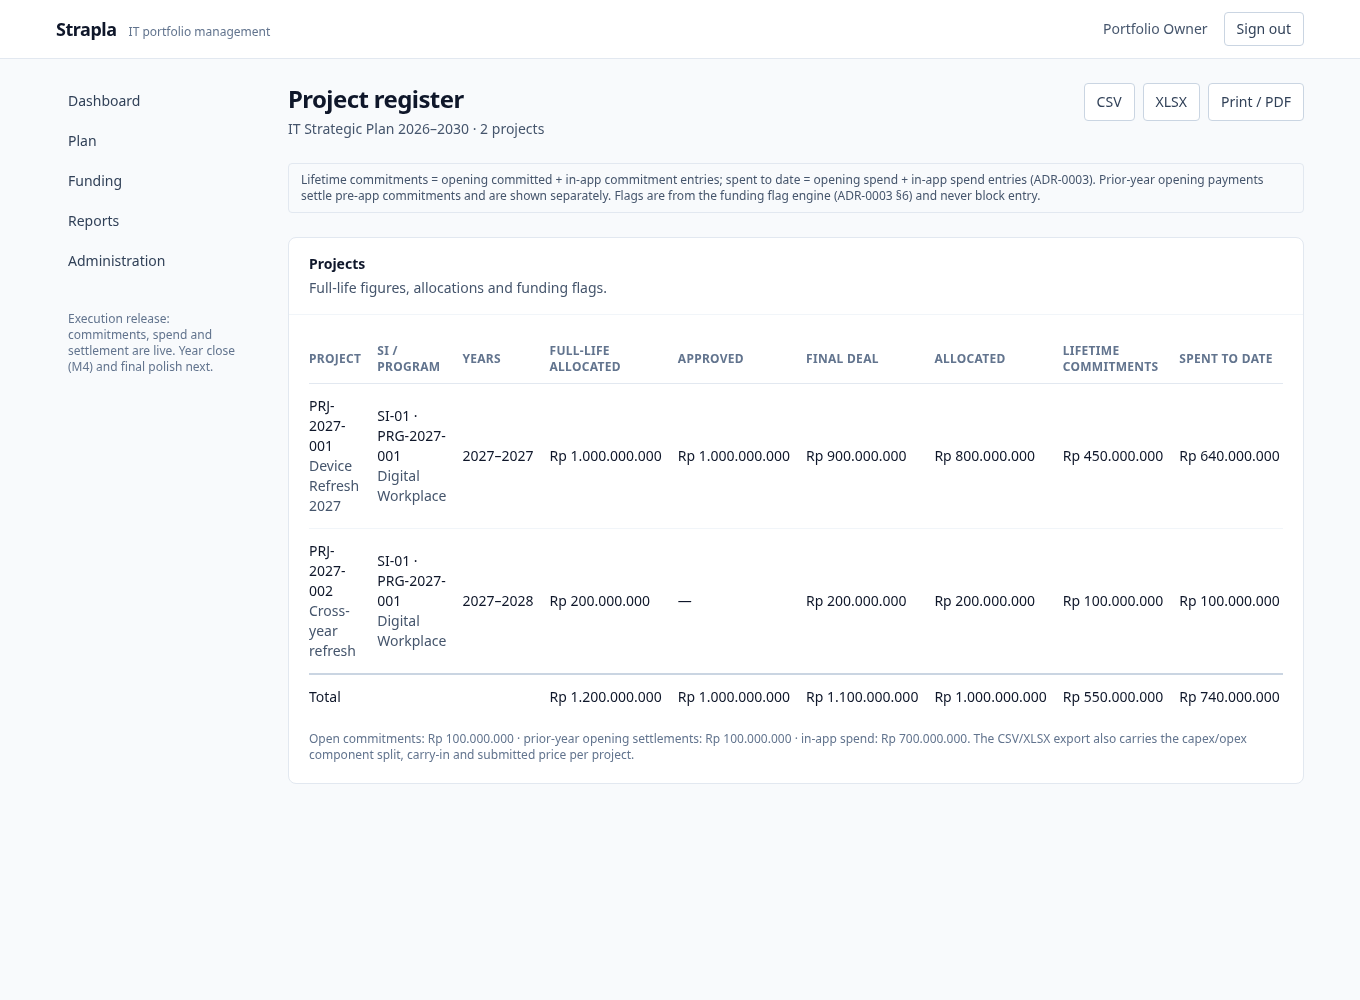 Strapla IT portfolio management
Portfolio Owner Sign out
Dashboard
Plan
Funding
Reports
Administration
Execution release:
commitments, spend and
settlement are live. Year close
(M4) and final polish next.
Project register
IT Strategic Plan 2026–2030 · 2 projects
CSV XLSX Print / PDF
Lifetime commitments = opening committed + in-app commitment entries; spent to date = opening spend + in-app spend entries (ADR-0003). Prior-year opening payments
settle pre-app commitments and are shown separately. Flags are from the funding flag engine (ADR-0003 §6) and never block entry.
Projects
Full-life figures, allocations and funding flags.
PROJECT
SI /
PROGRAM
YEARS
FULL-LIFE
ALLOCATED
APPROVED
FINAL DEAL
ALLOCATED
LIFETIME
COMMITMENTS
SPENT TO DATE
PRJ-
2027-
001
Device
Refresh
2027
SI-01 ·
PRG-2027-
001
Digital
Workplace
2027–2027
Rp 1.000.000.000
Rp 1.000.000.000
Rp 900.000.000
Rp 800.000.000
Rp 450.000.000
Rp 640.000.000
PRJ-
2027-
002
Cross-
year
refresh
SI-01 ·
PRG-2027-
001
Digital
Workplace
2027–2028
Rp 200.000.000
—
Rp 200.000.000
Rp 200.000.000
Rp 100.000.000
Rp 100.000.000
Total
Rp 1.200.000.000
Rp 1.000.000.000
Rp 1.100.000.000
Rp 1.000.000.000
Rp 550.000.000
Rp 740.000.000
Open commitments: Rp 100.000.000 · prior-year opening settlements: Rp 100.000.000 · in-app spend: Rp 700.000.000. The CSV/XLSX export also carries the capex/opex
component split, carry-in and submitted price per project.